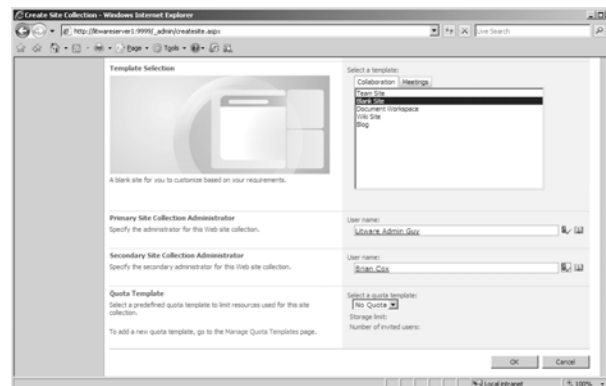 Create Site Collection - Windows Internet Explorer
http://litwareserver1:9999/_admin/createsite.aspx
Live Search
Page
Tools
Template Selection
A blank site for you to customize based on your requirements.
Select a template:
Collaboration Meetings
Team Site
Blank Site
Document Workspace
Wiki Site
Blog
Primary Site Collection Administrator
Specify the administrator for this Web site collection.
User name:
Litware Admin Guy
Secondary Site Collection Administrator
Specify the secondary administrator for this Web site collection.
User name:
Brian Cox
Quota Template
Select a predefined quota template to limit resources used for this site
collection.
To add a new quota template, go to the Manage Quota Templates page.
Select a quota template:
No Quota
Storage limit:
Number of invited users:
OK Cancel
Local intranet 100%